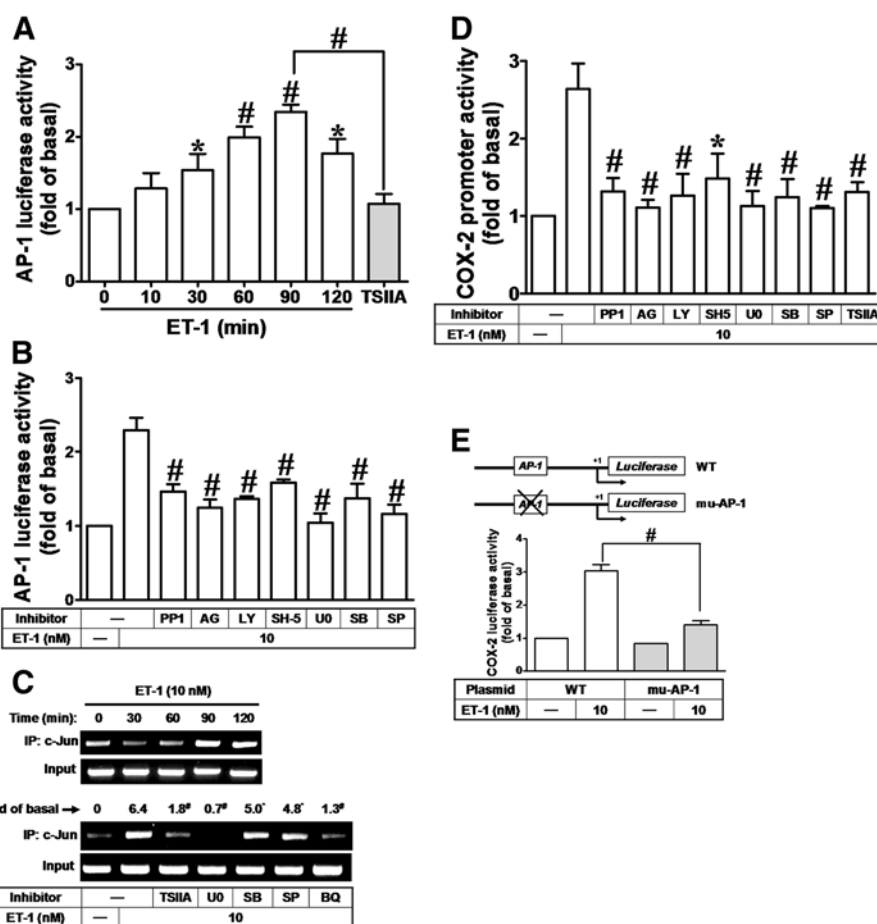 A
AP-1 luciferase activity
(fold of basal)
3
2
1
0
* # # * #
0 10 30 60 90 120 TSIIA
ET-1 (min)
B
AP-1 luciferase activity
(fold of basal)
3
2
1
0
# # # # # # #
Inhibitor — PP1 AG LY SH-5 U0 SB SP
ET-1 (nM) — 10
C
ET-1 (10 nM)
Time (min): 0 30 60 90 120
IP: c-Jun
Input
d of basal → 0 6.4 1.8# 0.7# 5.0* 4.8* 1.3#
IP: c-Jun
Input
Inhibitor — TSIIA U0 SB SP BQ
ET-1 (nM) — 10
D
COX-2 promoter activity
(fold of basal)
3
2
1
0
# # # * # # # #
Inhibitor — PP1 AG LY SH5 U0 SB SP TSIIA
ET-1 (nM) — 10
E
AP-1 +1 Luciferase WT
AP-1 +1 Luciferase mu-AP-1
COX-2 luciferase activity
(fold of basal)
4
3
2
1
0
#
Plasmid WT mu-AP-1
ET-1 (nM) — 10 — 10